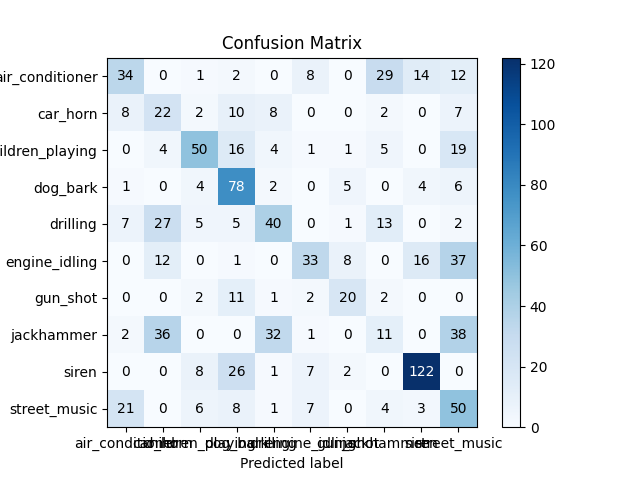 Confusion Matrix
air_conditioner 34 0 1 2 0 8 0 29 14 12
car_horn 8 22 2 10 8 0 0 2 0 7
ildren_playing 0 4 50 16 4 1 1 5 0 19
dog_bark 1 0 4 78 2 0 5 0 4 6
drilling 7 27 5 5 40 0 1 13 0 2
engine_idling 0 12 0 1 0 33 8 0 16 37
gun_shot 0 0 2 11 1 2 20 2 0 0
jackhammer 2 36 0 0 32 1 0 11 0 38
siren 0 0 8 26 1 7 2 0 122 0
street_music 21 0 6 8 1 7 0 4 3 50
street_music
Predicted label
120
100
80
60
40
20
0